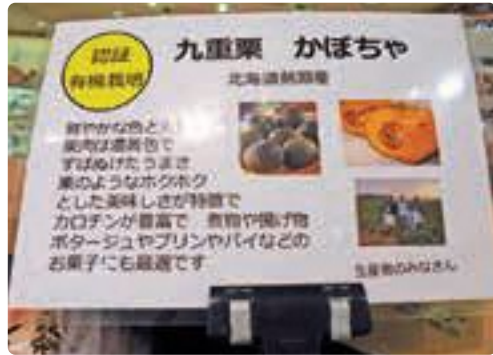 認証
有機栽培
九重栗 かぼちゃ
北海道
鮮やかな色と
果肉は濃黄色で
ずばぬけたうまさ
栗のようなホクホク
とした美味しさが特徴で
カロチンが豊富で 煮物や揚げ物
ポタージュやプリンやパイなどの
お菓子にも最適です
生産者のみなさん